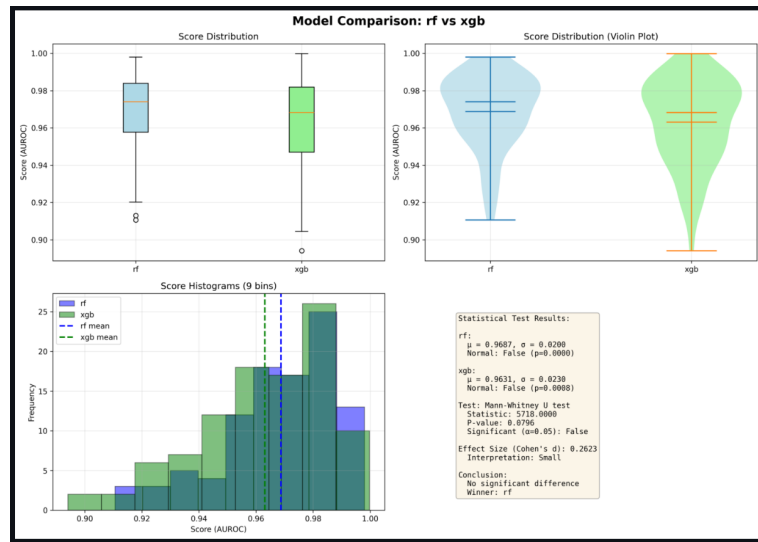 Model Comparison: rf vs xgb
Score Distribution
Score (AUROC)
1.00
0.98
0.96
0.94
0.92
0.90
rf
xgb
Score Distribution (Violin Plot)
Score (AUROC)
1.00
0.98
0.96
0.94
0.92
0.90
rf
xgb
Score Histograms (9 bins)
rf
xgb
rf mean
xgb mean
Frequency
25
20
15
10
5
0
0.90
0.92
0.94
0.96
0.98
1.00
Score (AUROC)
Statistical Test Results:
rf:
μ = 0.9687, σ = 0.0200
Normal: False (p=0.0000)
xgb:
μ = 0.9631, σ = 0.0230
Normal: False (p=0.0008)
Test: Mann-Whitney U test
Statistic: 5718.0000
P-value: 0.0796
Significant (α=0.05): False
Effect Size (Cohen's d): 0.2623
Interpretation: Small
Conclusion:
No significant difference
Winner: rf